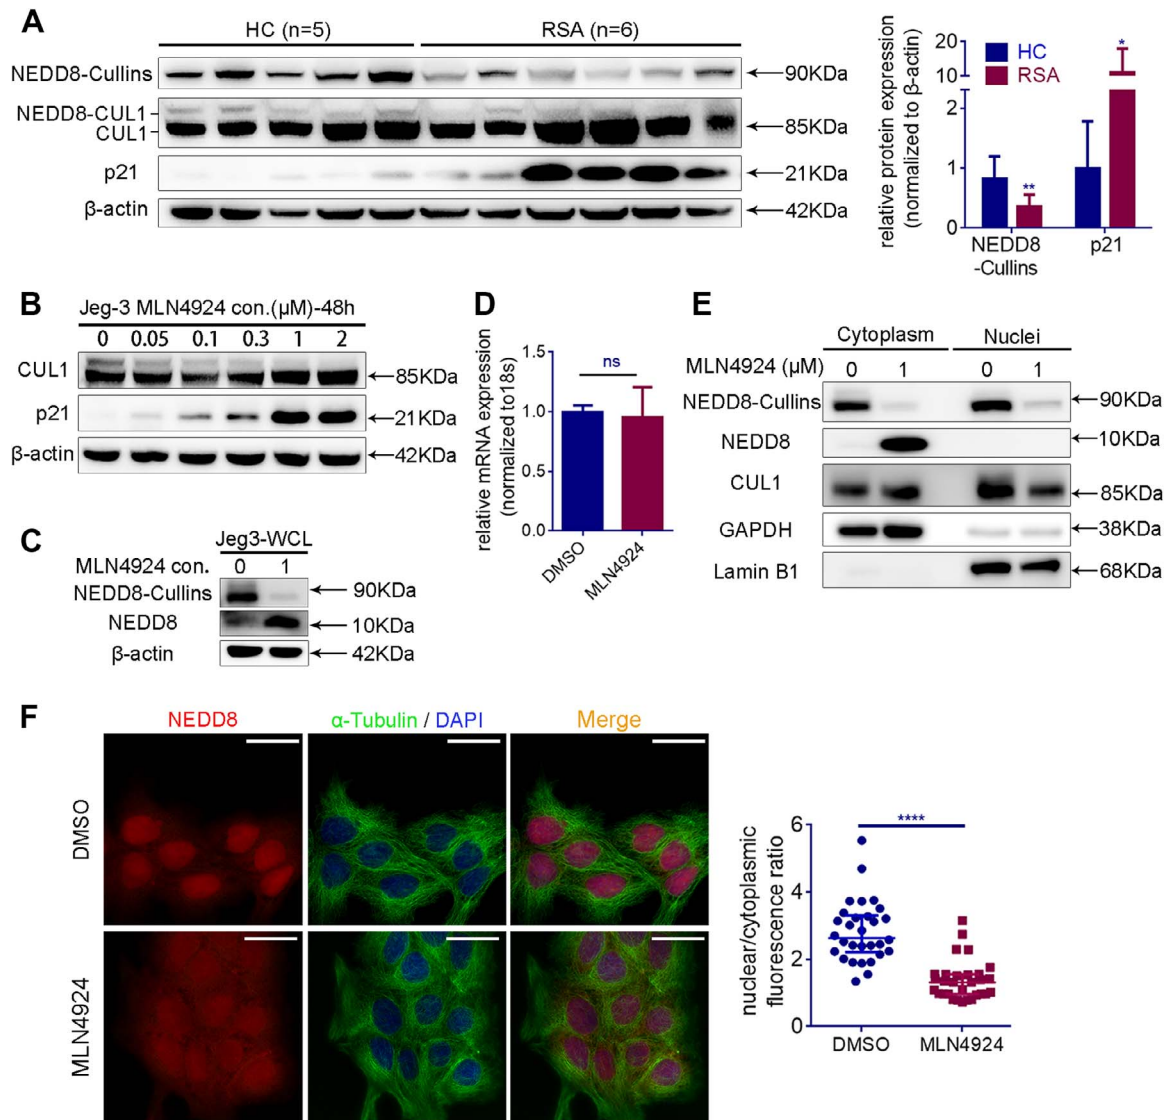 A
HC (n=5)
RSA (n=6)
NEDD8-Cullins
90KDa
NEDD8-CUL1
CUL1
85KDa
p21
21KDa
β-actin
42KDa
relative protein expression
(normalized to β-actin)
20
10
2
1
0
HC
RSA
*
**
NEDD8
-Cullins
p21
B
Jeg-3 MLN4924 con.(μM)-48h
0 0.05 0.1 0.3 1 2
CUL1
85KDa
p21
21KDa
β-actin
42KDa
C
Jeg3-WCL
MLN4924 con. 0 1
NEDD8-Cullins
90KDa
NEDD8
10KDa
β-actin
42KDa
D
relative mRNA expression
(normalized to18s)
1.5
1.0
0.5
0.0
ns
DMSO
MLN4924
E
Cytoplasm
Nuclei
MLN4924 (μM) 0 1 0 1
NEDD8-Cullins
90KDa
NEDD8
10KDa
CUL1
85KDa
GAPDH
38KDa
Lamin B1
68KDa
F
NEDD8
α-Tubulin / DAPI
Merge
DMSO
MLN4924
nuclear/cytoplasmic
fluorescence ratio
6
4
2
0
****
DMSO
MLN4924